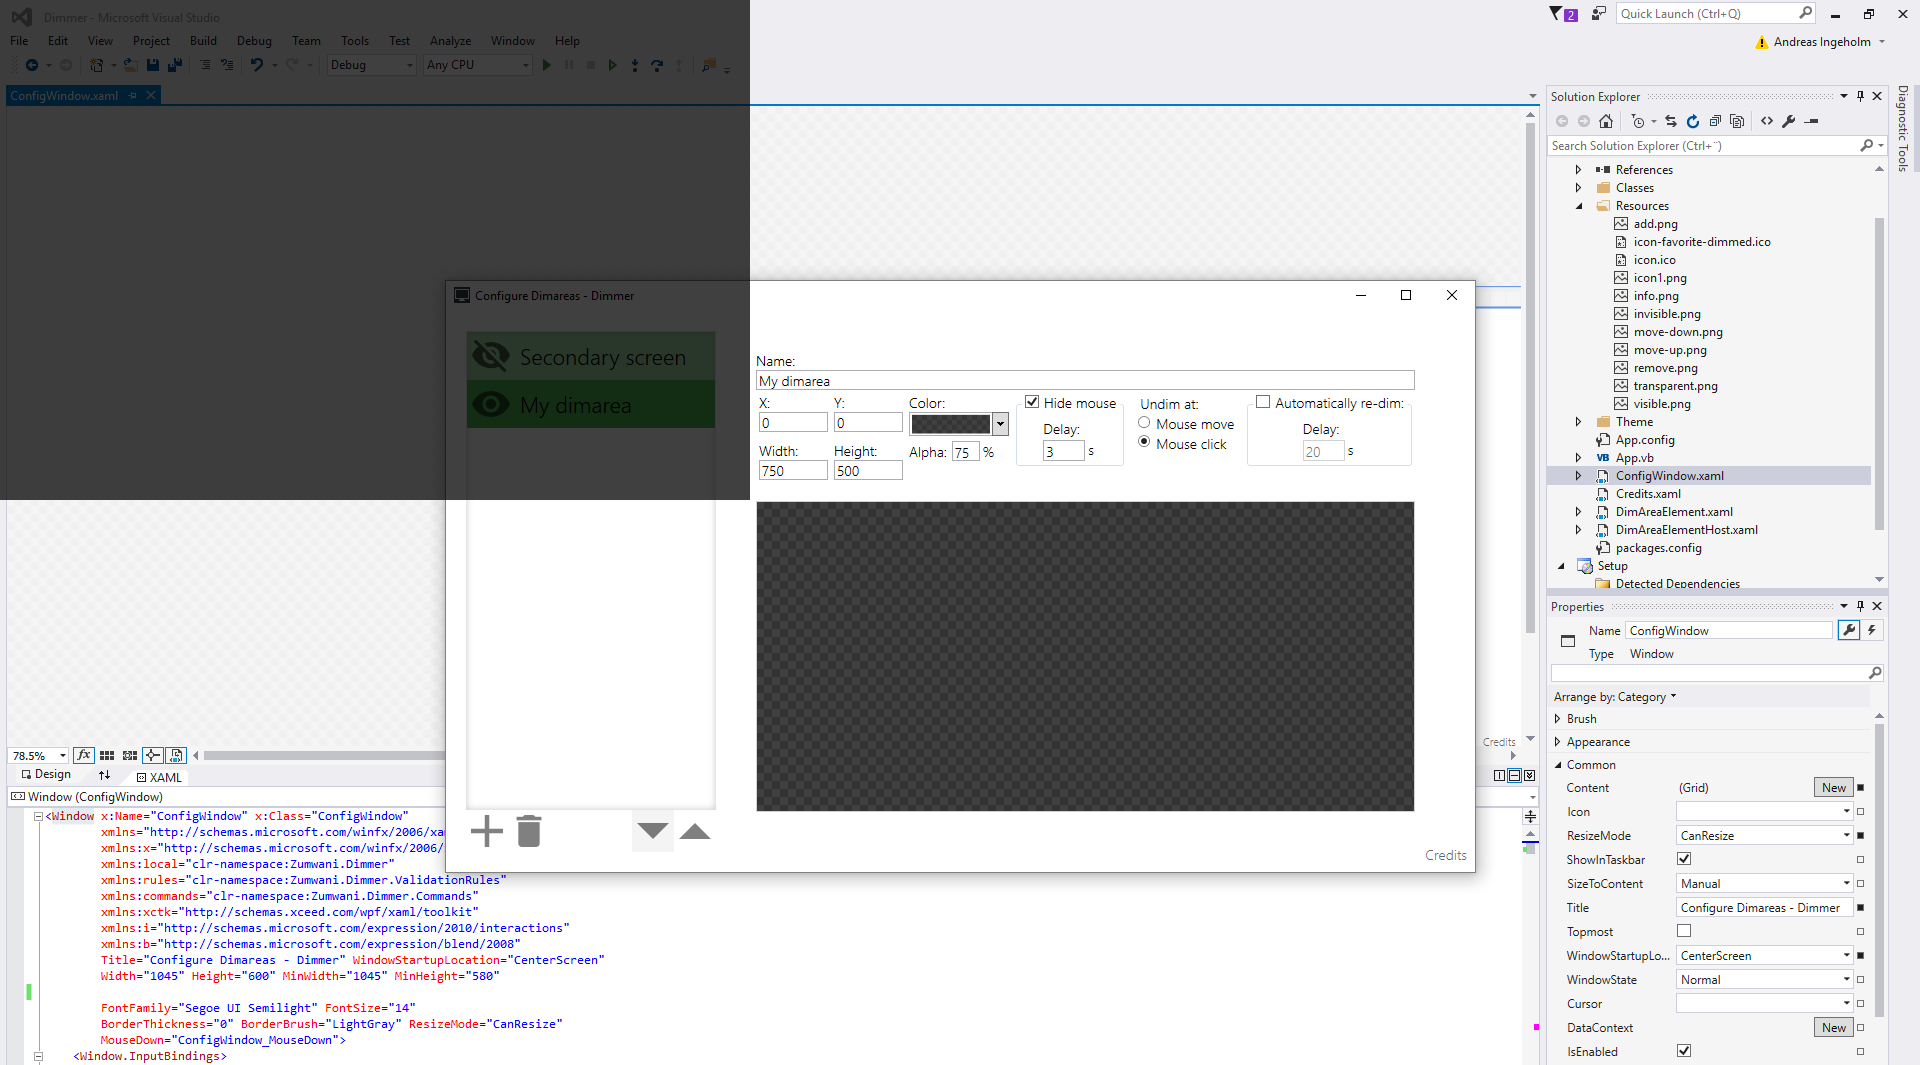 Dimmer - Microsoft Visual Studio
2
Quick Launch (Ctrl+Q)
File Edit View Project Build Debug Team Tools Test Analyze Window Help
Andreas Ingeholm
Debug
Any CPU
ConfigWindow.xaml
Configure Dimareas - Dimmer
Secondary screen
My dimarea
Name:
My dimarea
X:
Y:
Color:
Hide mouse
Undim at:
Automatically re-dim:
0
0
Mouse move
Delay:
Delay:
Width:
Height:
Alpha: 75 %
3 s
Mouse click
20 s
750
500
Credits
Credits
78.5%
Design
XAML
Window (ConfigWindow)
<Window x:Name="ConfigWindow" x:Class="ConfigWindow"
xmlns="http://schemas.microsoft.com/winfx/2006/xa
xmlns:x="http://schemas.microsoft.com/winfx/2006/
xmlns:local="clr-namespace:Zumwani.Dimmer"
xmlns:rules="clr-namespace:Zumwani.Dimmer.ValidationRules"
xmlns:commands="clr-namespace:Zumwani.Dimmer.Commands"
xmlns:xctk="http://schemas.xceed.com/wpf/xaml/toolkit"
xmlns:i="http://schemas.microsoft.com/expression/2010/interactions"
xmlns:b="http://schemas.microsoft.com/expression/blend/2008"
Title="Configure Dimareas - Dimmer" WindowStartupLocation="CenterScreen"
Width="1045" Height="600" MinWidth="1045" MinHeight="580"
FontFamily="Segoe UI Semilight" FontSize="14"
BorderThickness="0" BorderBrush="LightGray" ResizeMode="CanResize"
MouseDown="ConfigWindow_MouseDown">
<Window.InputBindings>
Solution Explorer
Search Solution Explorer (Ctrl+¨)
References
Classes
Resources
add.png
icon-favorite-dimmed.ico
icon.ico
icon1.png
info.png
invisible.png
move-down.png
move-up.png
remove.png
transparent.png
visible.png
Theme
App.config
VB App.vb
ConfigWindow.xaml
Credits.xaml
DimAreaElement.xaml
DimAreaElementHost.xaml
packages.config
Setup
Detected Dependencies
Properties
Name ConfigWindow
Type Window
Arrange by: Category
Brush
Appearance
Common
Content (Grid) New
Icon
ResizeMode CanResize
ShowInTaskbar
SizeToContent Manual
Title Configure Dimareas - Dimmer
Topmost
WindowStartupLo... CenterScreen
WindowState Normal
Cursor
DataContext New
IsEnabled
Diagnostic Tools